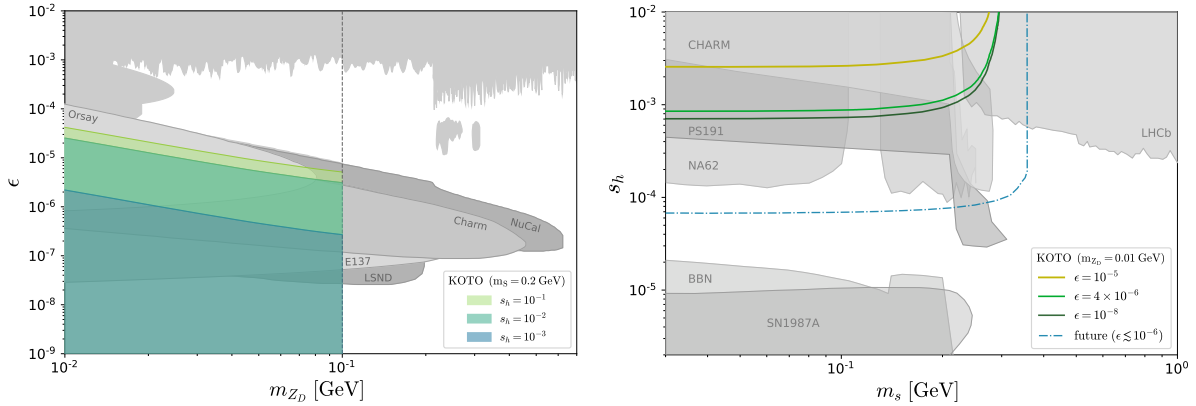 10⁻²
10⁻³
10⁻⁴
10⁻⁵
10⁻⁶
10⁻⁷
10⁻⁸
10⁻⁹
ϵ
Orsay
Charm
NuCal
E137
LSND
KOTO (m_S = 0.2 GeV)
s_h = 10⁻¹
s_h = 10⁻²
s_h = 10⁻³
10⁻²
10⁻¹
m_{Z_D} [GeV]
10⁻²
10⁻³
10⁻⁴
10⁻⁵
s_h
CHARM
PS191
NA62
LHCb
BBN
SN1987A
KOTO (m_{Z_D} = 0.01 GeV)
ϵ = 10⁻⁵
ϵ = 4 × 10⁻⁶
ϵ = 10⁻⁸
future (ϵ ≲ 10⁻⁶)
10⁻¹
10⁰
m_s [GeV]